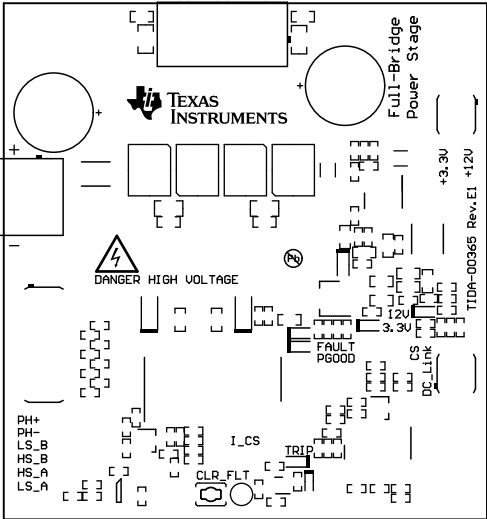 Full-Bridge
Power Stage
TEXAS
INSTRUMENTS
+
+
+
−
+3.3V
+12V
TIDA-00365 Rev.E1
Pb
DANGER HIGH VOLTAGE
12V
3.3V
FAULT
PGOOD
CS
DC_Link
PH+
PH-
LS_B
HS_B
HS_A
LS_A
I_CS
TRIP
CLR_FLT